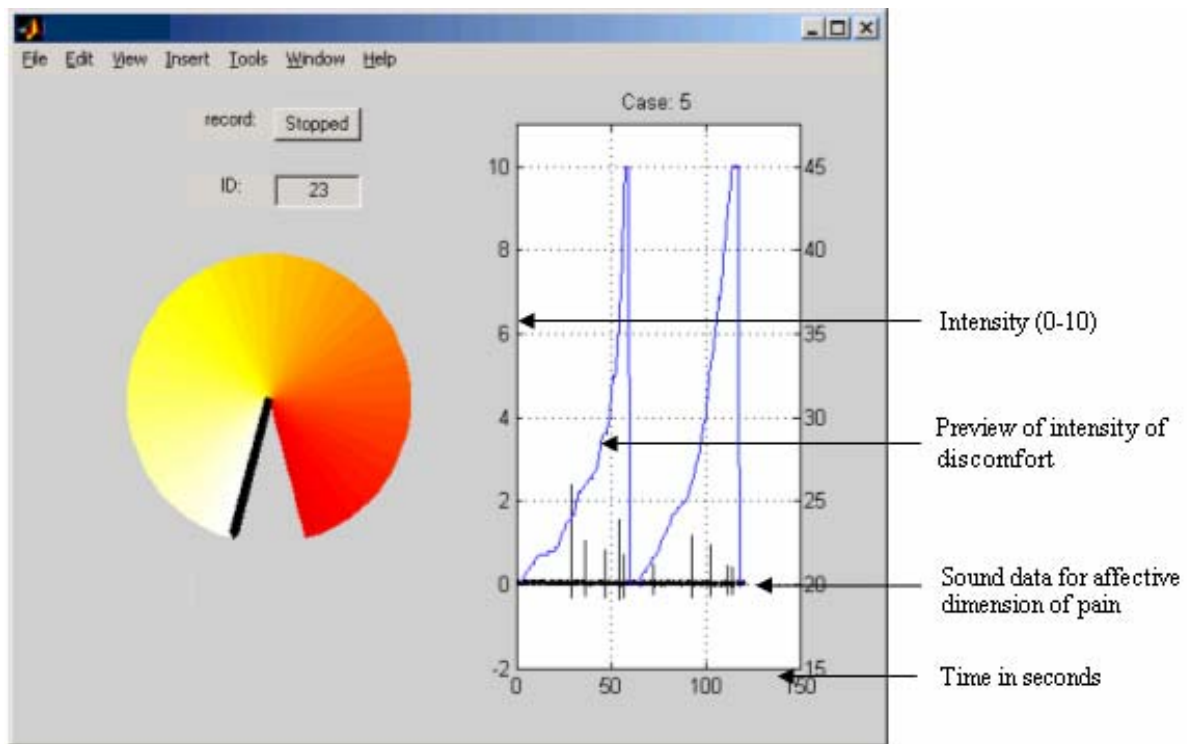 File Edit View Insert Tools Window Help
record: Stopped
ID: 23
Case: 5
10
8
6
4
2
0
-2
45
40
35
30
25
20
15
0 50 100 150
Intensity (0-10)
Preview of intensity of
discomfort
Sound data for affective
dimension of pain
Time in seconds